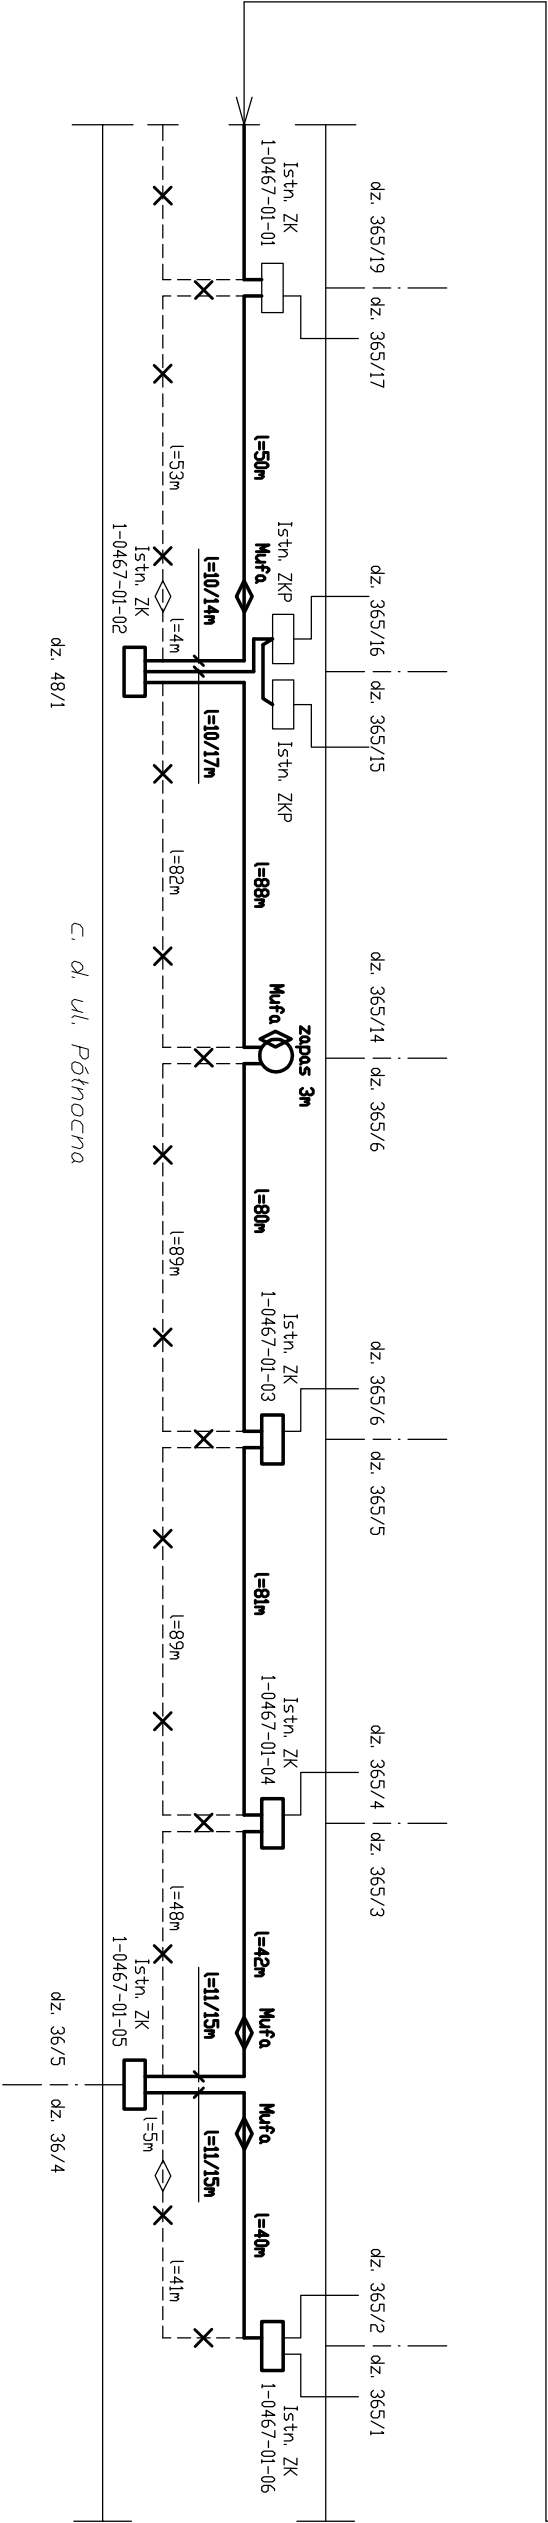 dz. 365/19
dz. 365/17
dz. 365/16
dz. 365/15
dz. 365/14
dz. 365/6
dz. 365/6
dz. 365/5
dz. 365/4
dz. 365/3
dz. 365/2
dz. 365/1
Istn. ZK
1-0467-01-01
l=50m
Istn. ZKP
Mufa
Istn. ZKP
l=88m
zapas 3m
Mufa
l=80m
Istn. ZK
1-0467-01-03
l=81m
Istn. ZK
1-0467-01-04
l=42m
Mufa
Mufa
l=40m
Istn. ZK
1-0467-01-06
l=10/14m
l=10/17m
l=11/15m
l=11/15m
l=53m
l=4m
l=82m
l=89m
l=89m
l=48m
l=5m
l=41m
Istn. ZK
1-0467-01-02
Istn. ZK
1-0467-01-05
dz. 48/1
c. d. ul. Północna
dz. 36/5
dz. 36/4